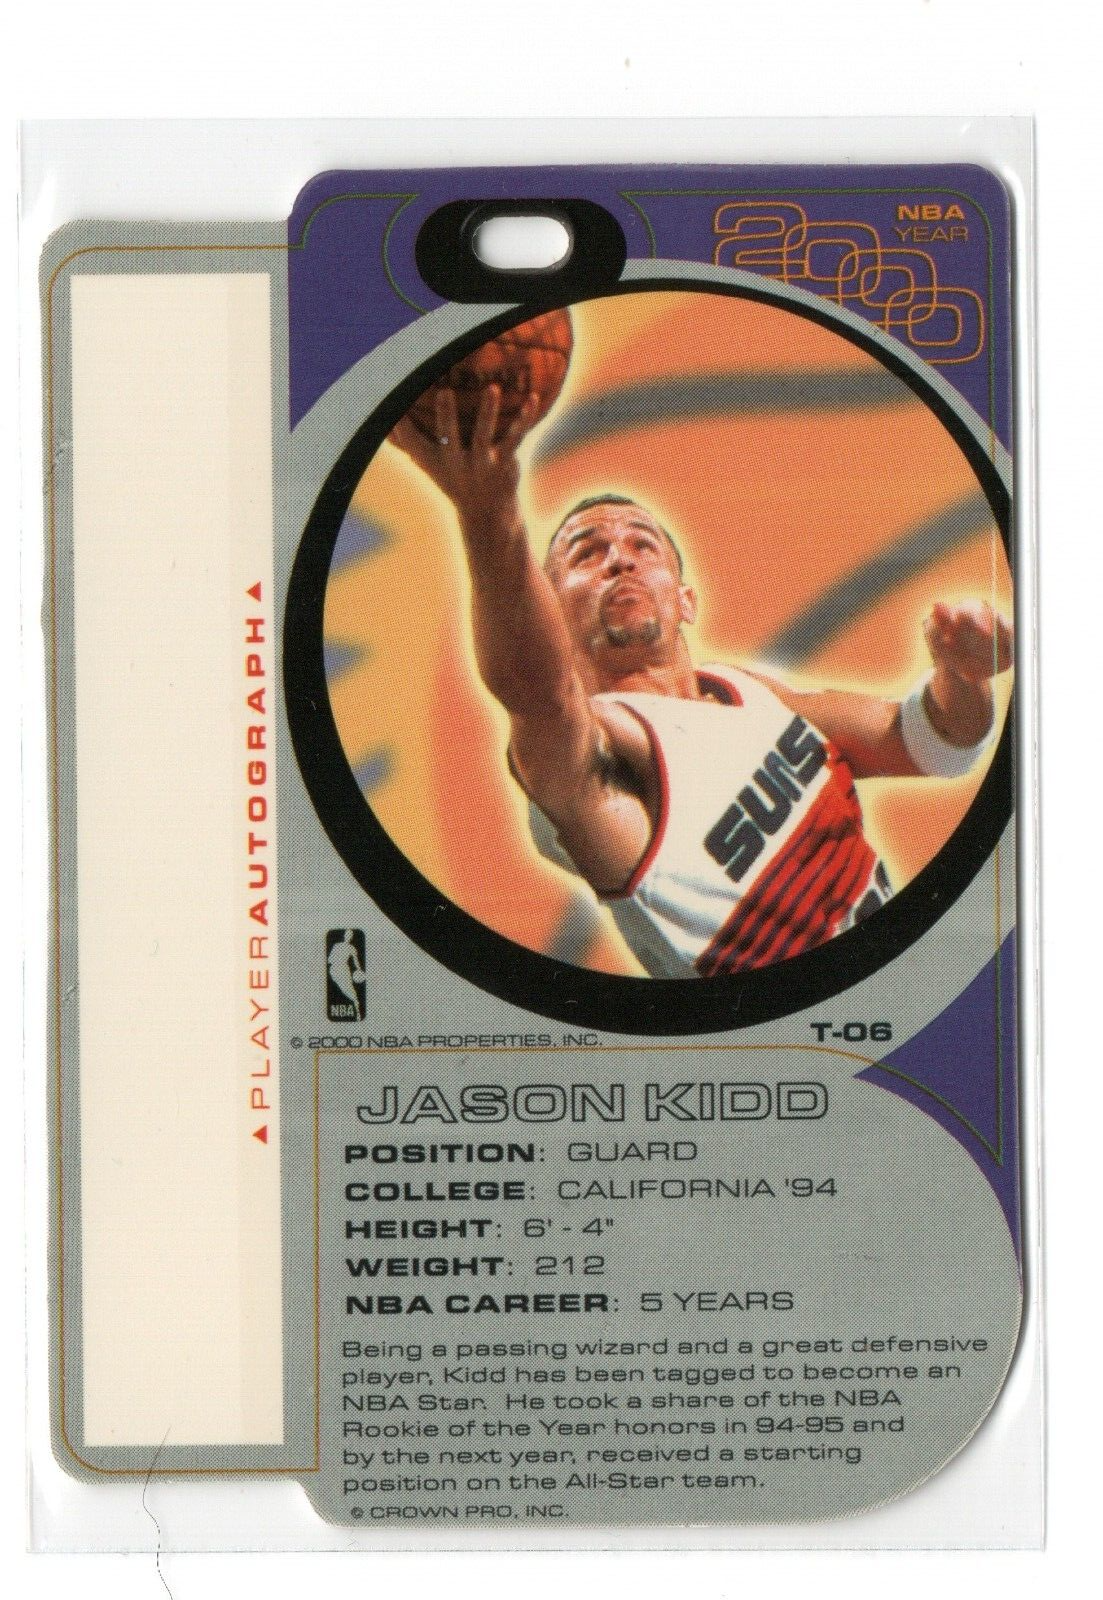 NBA
YEAR
2000
SUNS
▲PLAYERAUTOGRAPH▲
NBA
T-06
© 2000 NBA PROPERTIES, INC.
JASON KIDD
POSITION: GUARD
COLLEGE: CALIFORNIA '94
HEIGHT: 6' - 4"
WEIGHT: 212
NBA CAREER: 5 YEARS
Being a passing wizard and a great defensive
player, Kidd has been tagged to become an
NBA Star. He took a share of the NBA
Rookie of the Year honors in 94-95 and
by the next year, received a starting
position on the All-Star team.
© CROWN PRO, INC.